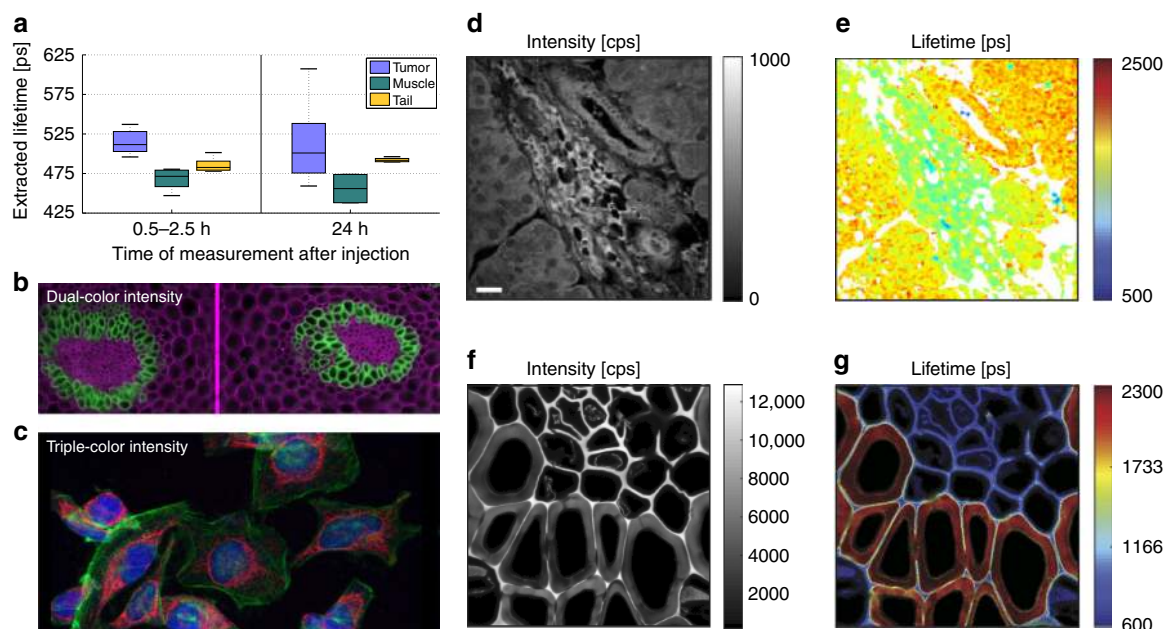 a
Extracted lifetime [ps]
625
575
525
475
425
Tumor
Muscle
Tail
0.5–2.5 h
24 h
Time of measurement after injection
b
Dual-color intensity
c
Triple-color intensity
d
Intensity [cps]
1000
0
e
Lifetime [ps]
2500
500
f
Intensity [cps]
12,000
10,000
8000
6000
4000
2000
g
Lifetime [ps]
2300
1733
1166
600